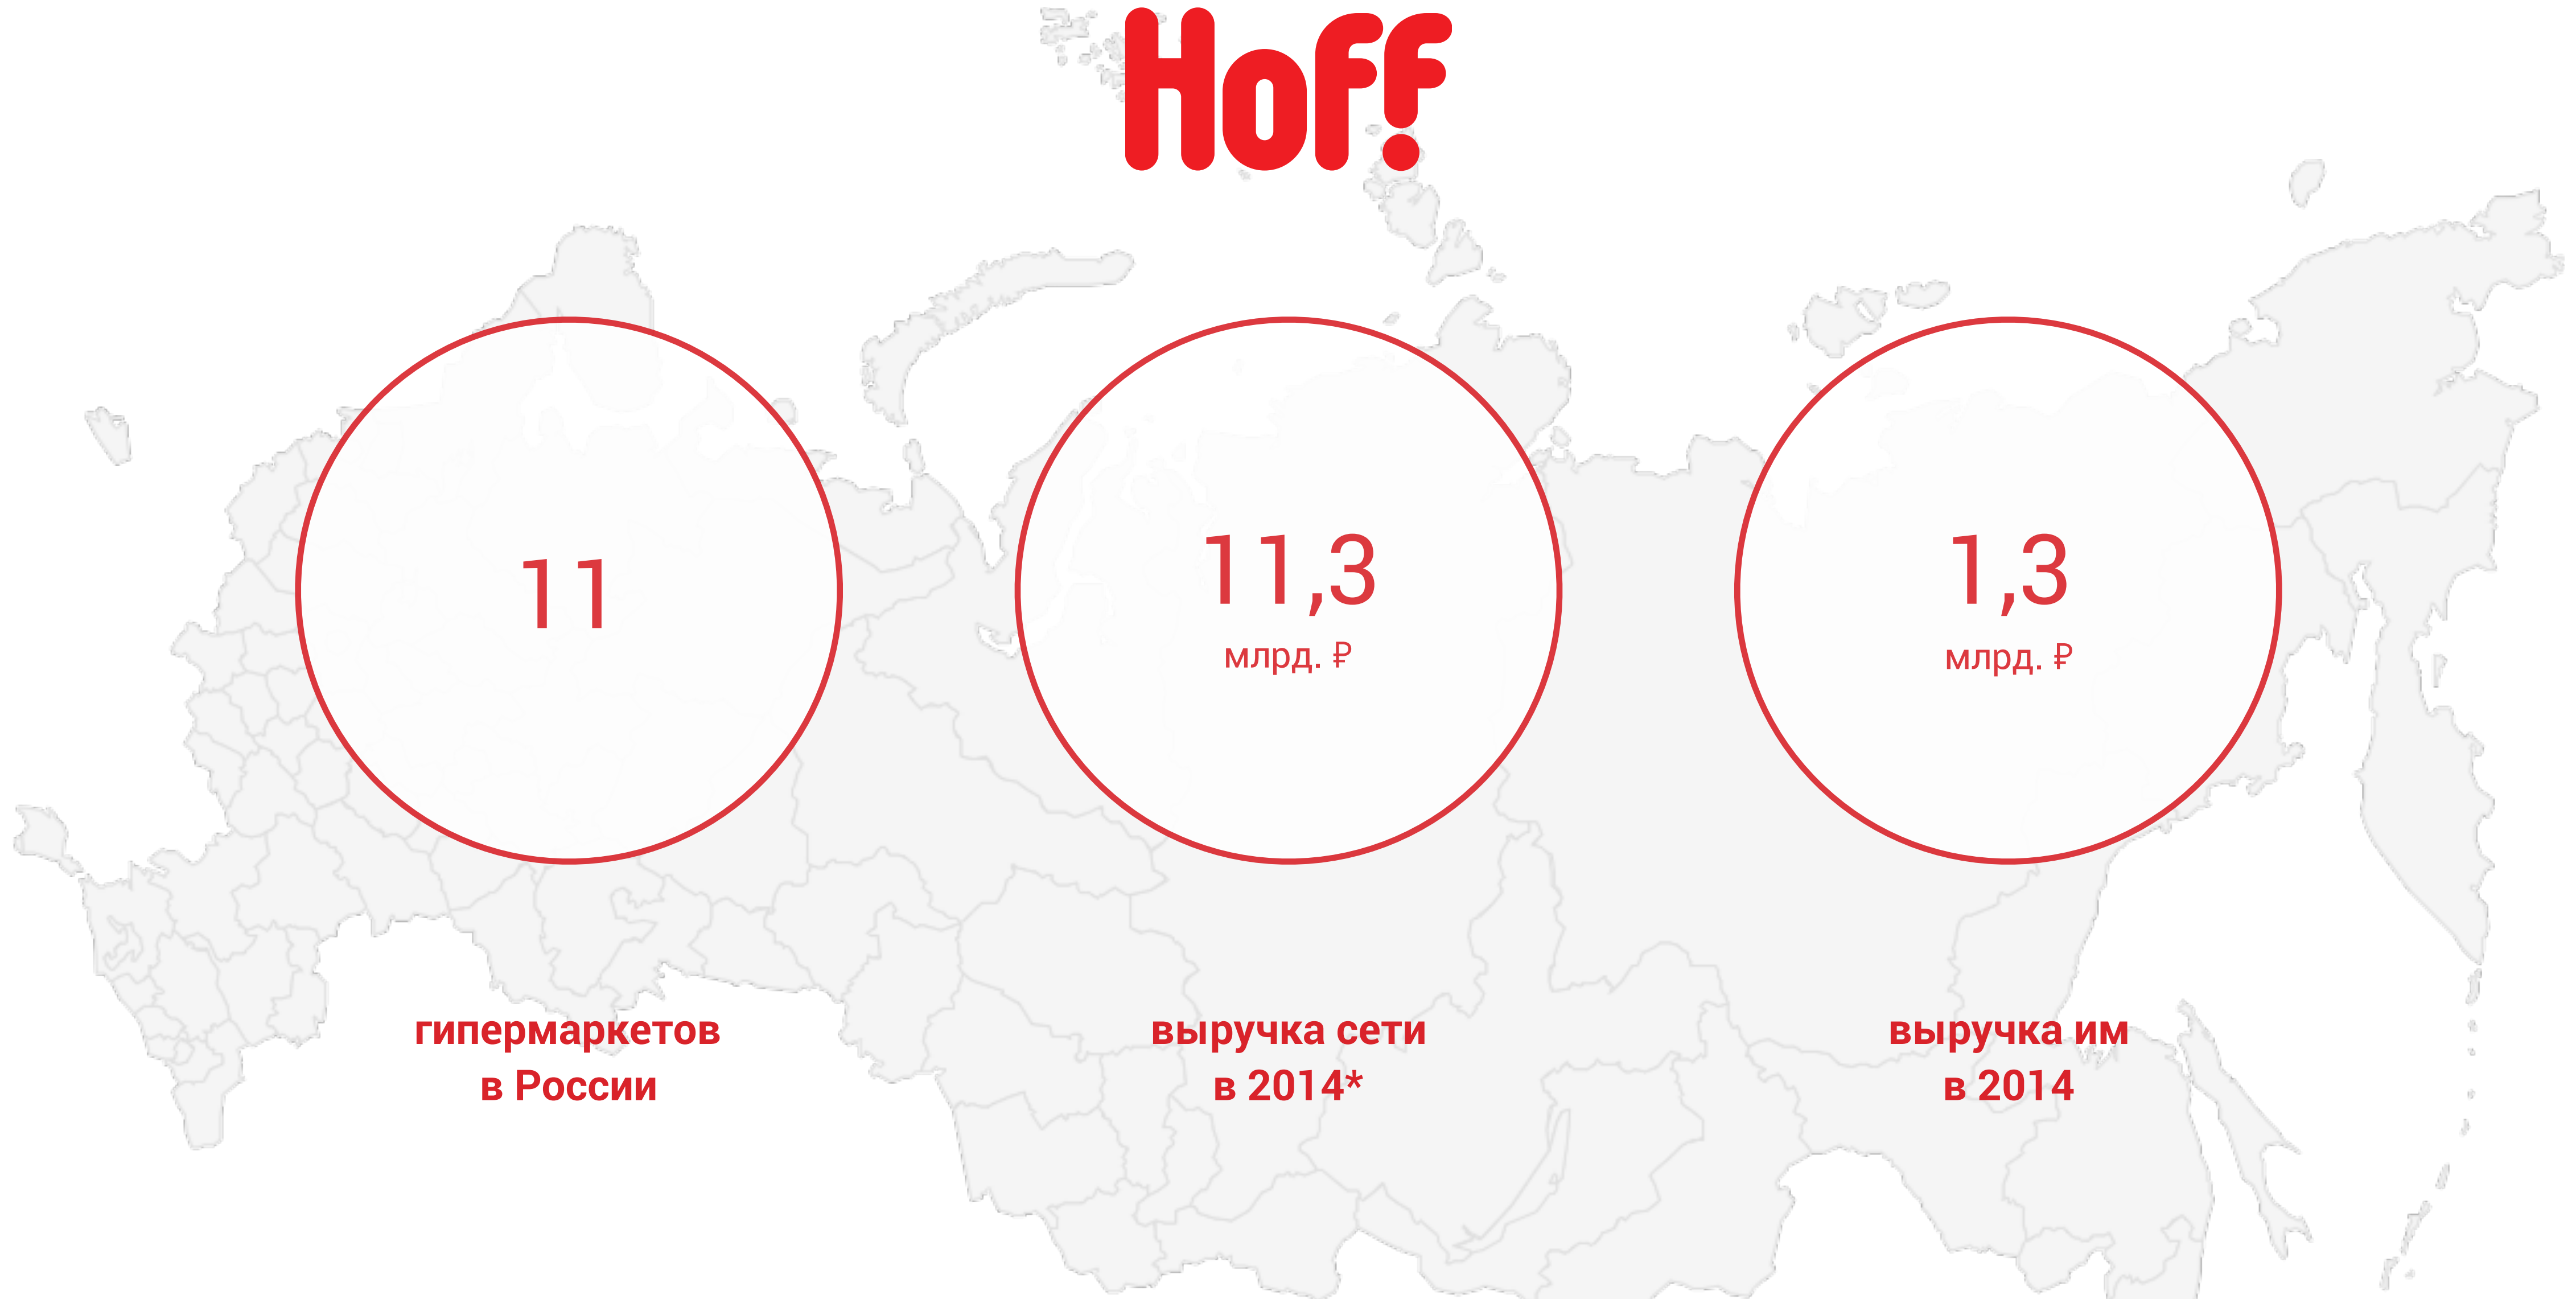 Hoff
11
11,3
млрд. ₽
1,3
млрд. ₽
гипермаркетов
в России
выручка сети
в 2014*
выручка им
в 2014